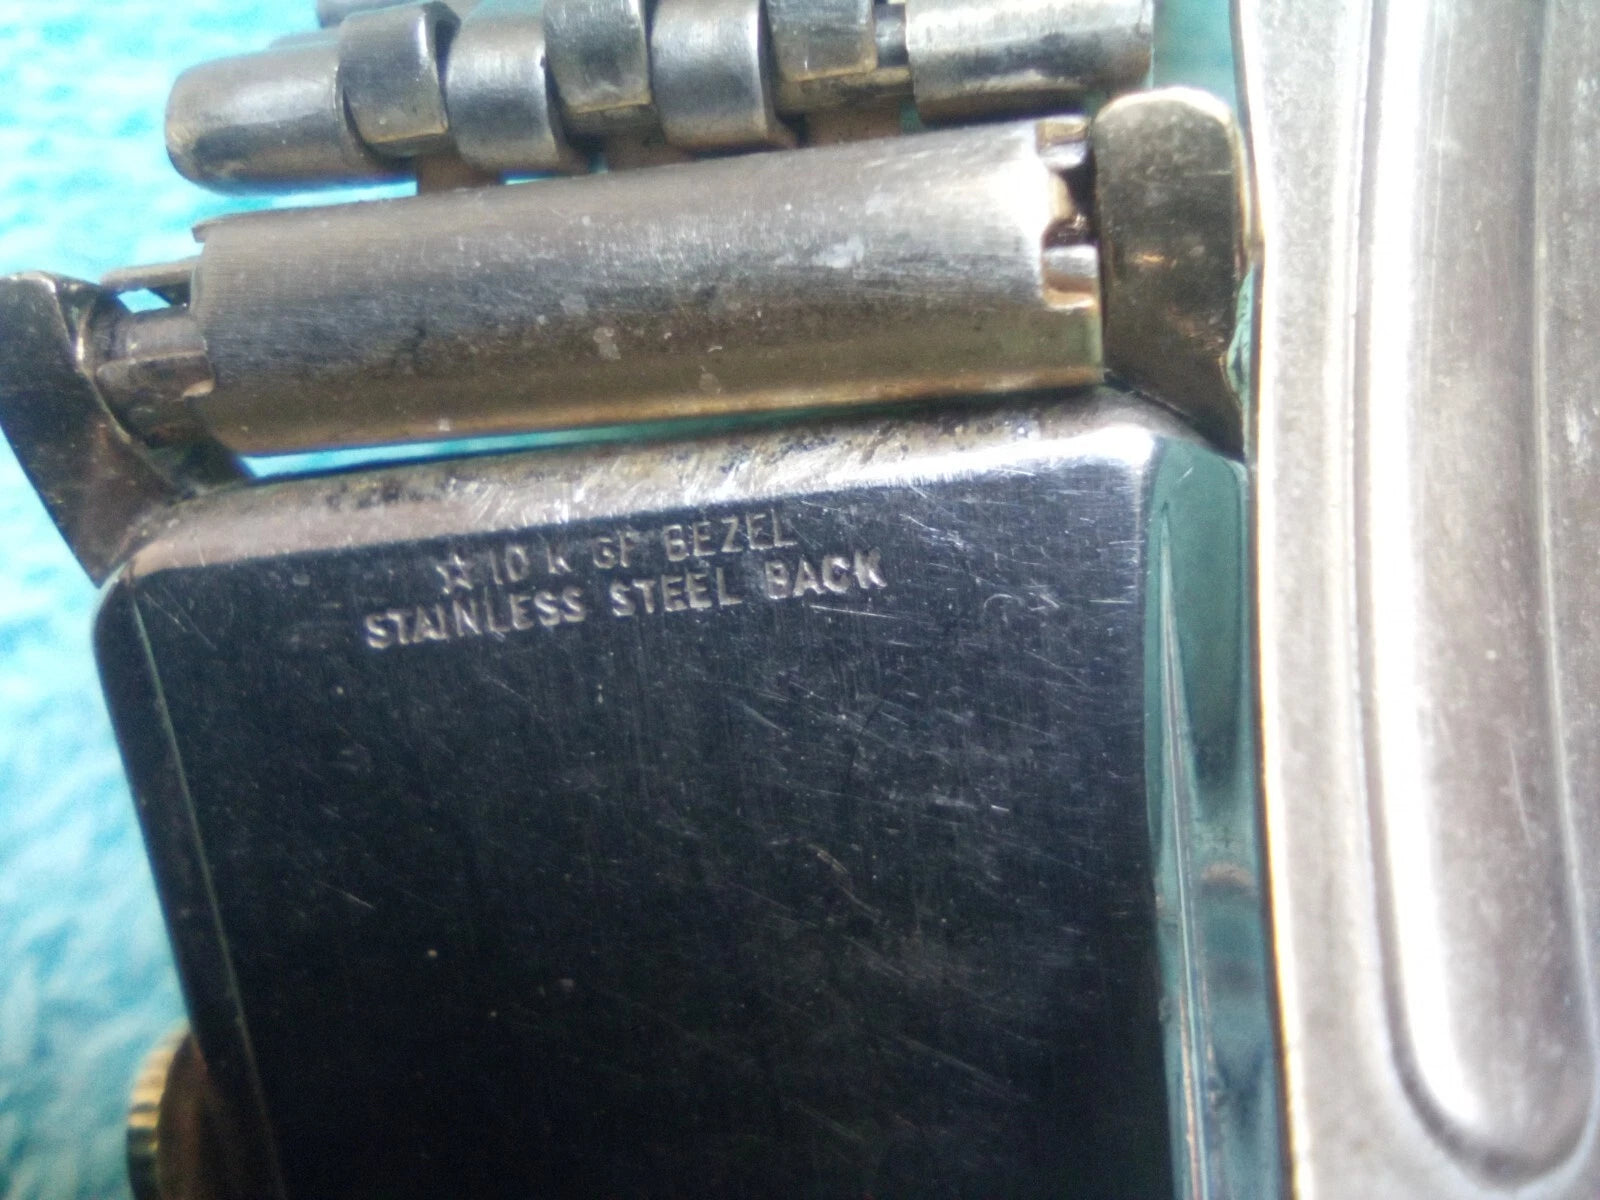 ☆ 10 K GF BEZEL
STAINLESS STEEL BACK